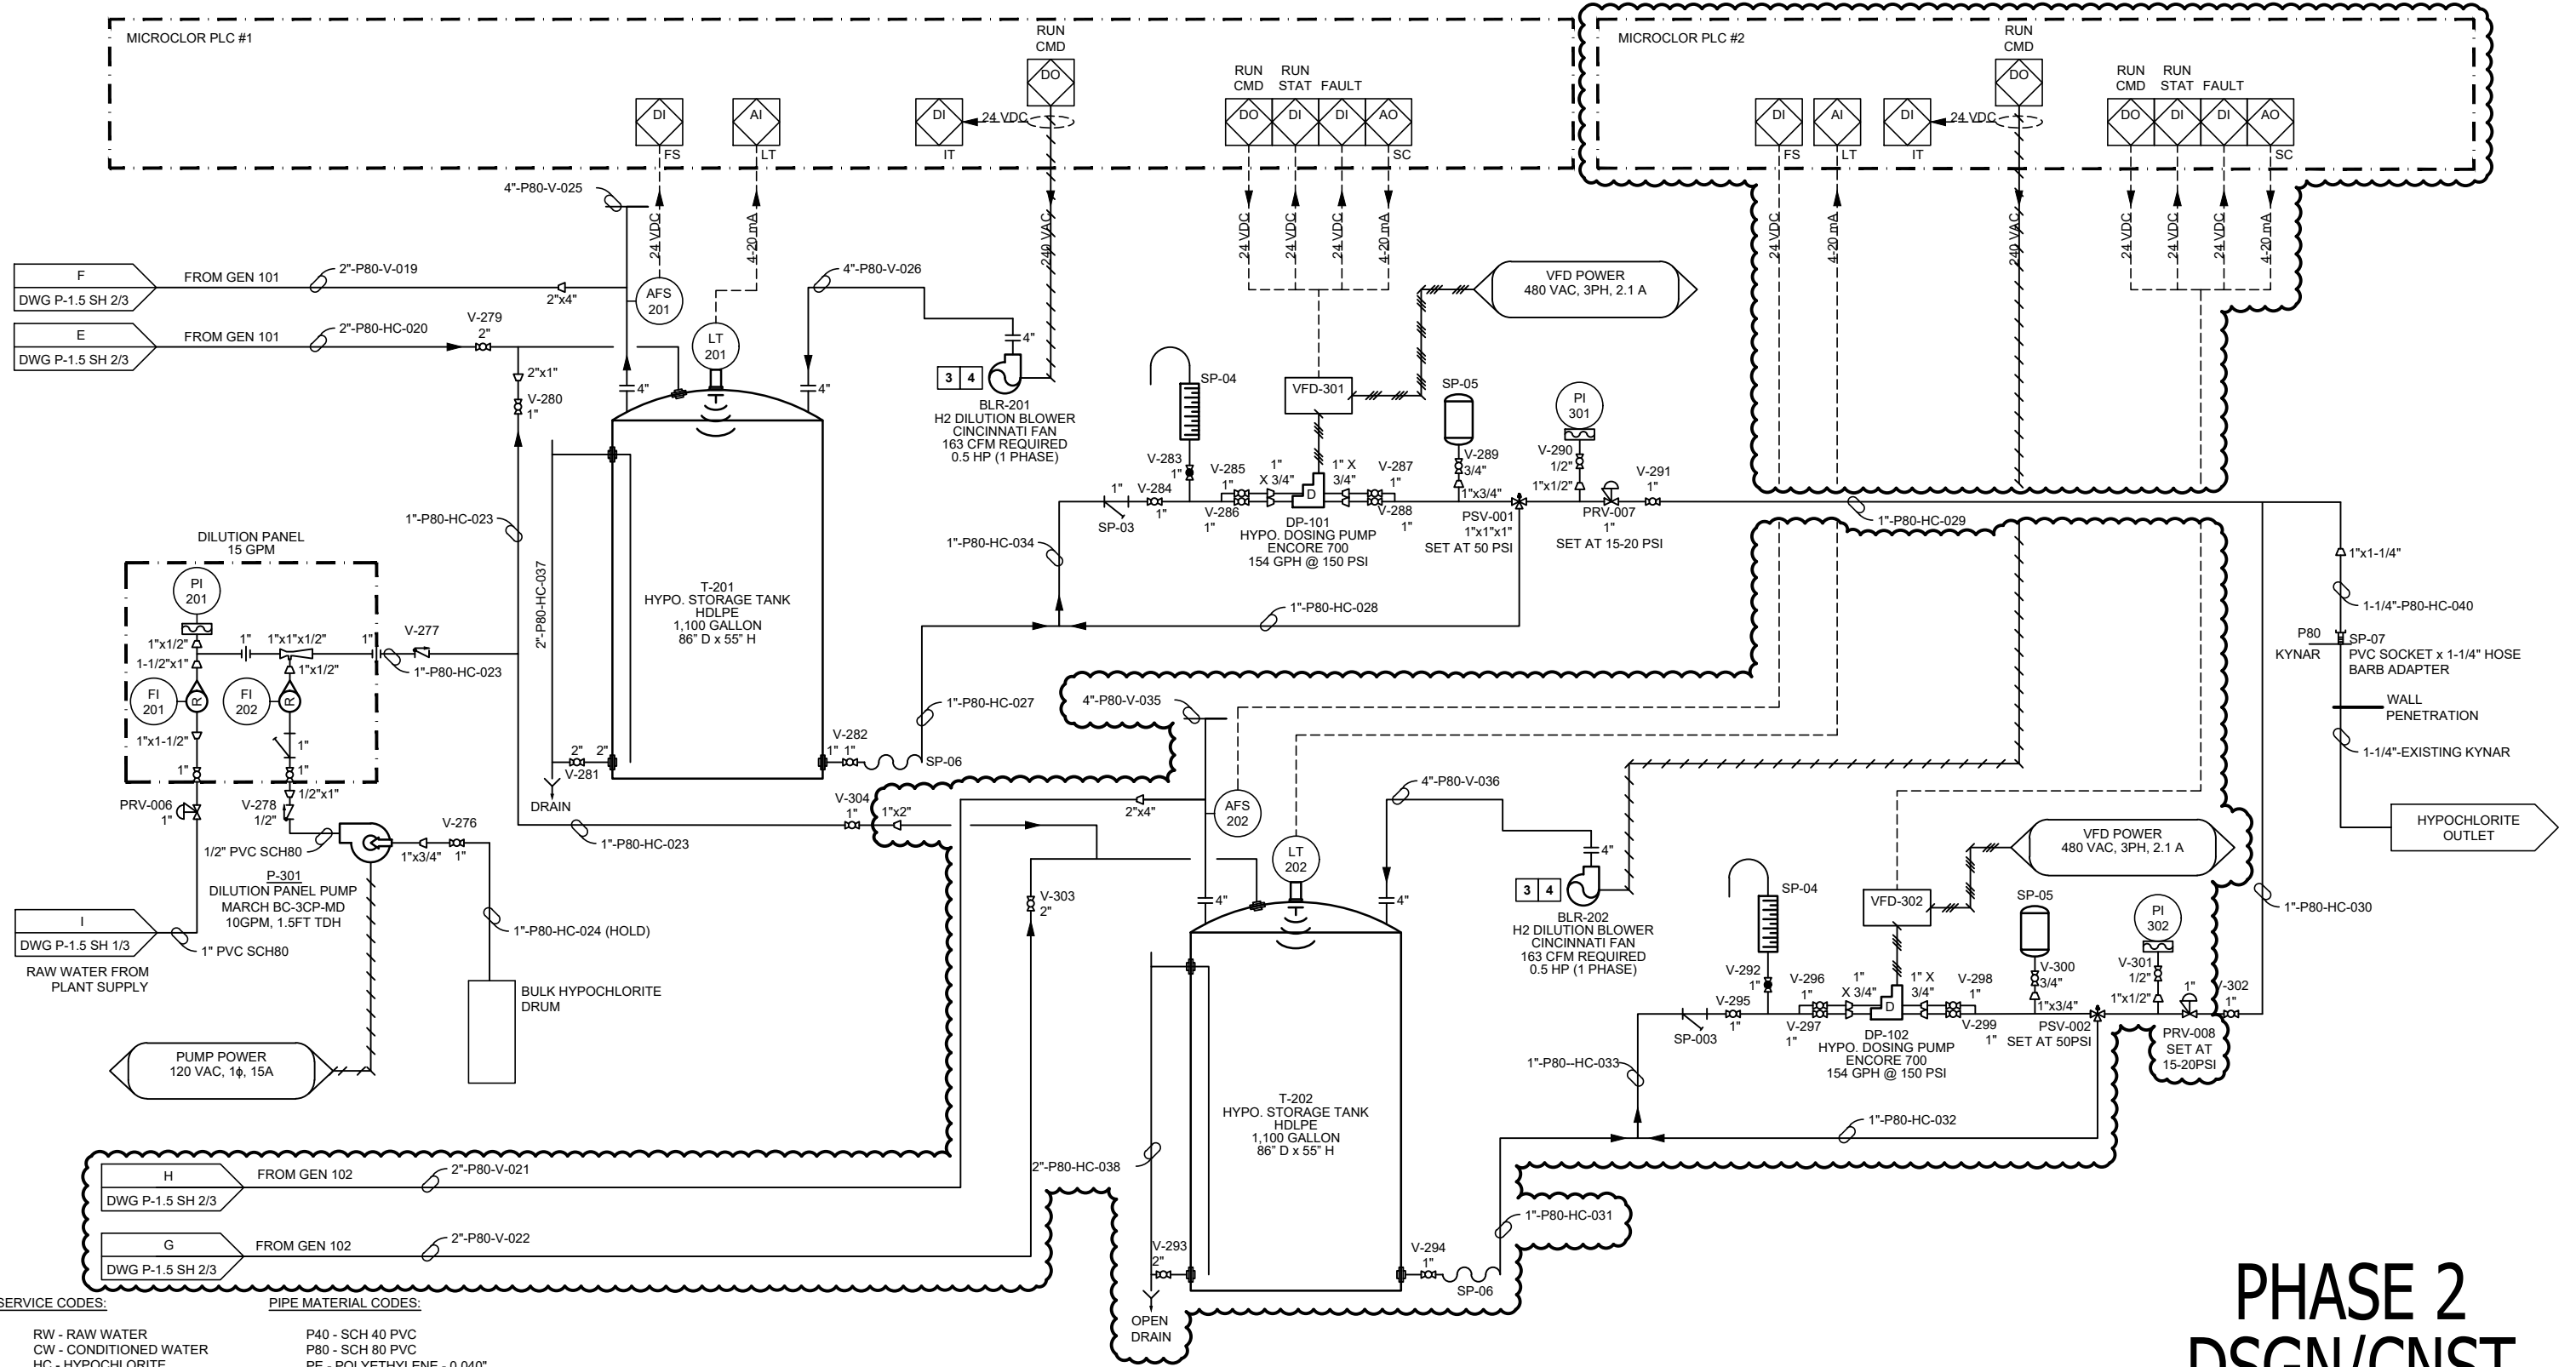 MICROCLOR PLC #1
RUN
CMD
DO
DI
FS
AI
LT
DI
IT
24 VDC
RUN
CMD
RUN
STAT
FAULT
DO
DI
DI
AO
SC
24 VDC
4-20 mA
240 VAC
24 VDC
24 VDC
24 VDC
4-20 mA
MICROCLOR PLC #2
RUN
CMD
DO
DI
FS
AI
LT
DI
IT
24 VDC
RUN
CMD
RUN
STAT
FAULT
DO
DI
DI
AO
SC
24 VDC
4-20 mA
240 VAC
24 VDC
24 VDC
24 VDC
4-20 mA
4"-P80-V-025
F
DWG P-1.5 SH 2/3
FROM GEN 101
2"-P80-V-019
2"x4"
AFS
201
E
DWG P-1.5 SH 2/3
FROM GEN 101
2"-P80-HC-020
V-279
2"
LT
201
4"-P80-V-026
4"
4"
4"
2"x1"
V-280
1"
3 4
BLR-201
H2 DILUTION BLOWER
CINCINNATI FAN
163 CFM REQUIRED
0.5 HP (1 PHASE)
VFD POWER
480 VAC, 3PH, 2.1 A
SP-04
VFD-301
SP-05
PI
301
V-283
1"
V-285
1"
1"
X 3/4"
D
1" X
3/4"
V-287
1"
V-289
3/4"
V-290
1/2"
V-291
1"
1"
V-284
1"
SP-03
V-286
1"
V-288
1"
1"x3/4"
1"x1/2"
DP-101
HYPO. DOSING PUMP
ENCORE 700
154 GPH @ 150 PSI
PSV-001
1"x1"x1"
SET AT 50 PSI
PRV-007
1"
SET AT 15-20 PSI
1"-P80-HC-029
1"-P80-HC-034
1"-P80-HC-028
1"x1-1/4"
1-1/4"-P80-HC-040
P80
KYNAR
SP-07
PVC SOCKET x 1-1/4" HOSE
BARB ADAPTER
WALL
PENETRATION
1-1/4"-EXISTING KYNAR
HYPOCHLORITE
OUTLET
1"-P80-HC-023
2"-P80-HC-037
T-201
HYPO. STORAGE TANK
HDLPE
1,100 GALLON
86" D x 55" H
DILUTION PANEL
15 GPM
PI
201
1"x1/2"
1-1/2"x1"
1"
1"x1"x1/2"
1"
1"x1/2"
V-277
1"-P80-HC-023
FI
201
R
FI
202
R
1"x1-1/2"
1"
1"
1"
PRV-006
1"
V-278
1/2"
1/2"x1"
1/2" PVC SCH80
V-276
1"x3/4"
1"
P-301
DILUTION PANEL PUMP
MARCH BC-3CP-MD
10GPM, 1.5FT TDH
I
DWG P-1.5 SH 1/3
1" PVC SCH80
RAW WATER FROM
PLANT SUPPLY
1"-P80-HC-024 (HOLD)
BULK HYPOCHLORITE
DRUM
PUMP POWER
120 VAC, 1ϕ, 15A
2"
2"
V-281
DRAIN
V-282
1"
1"
SP-06
1"-P80-HC-027
V-304
1"
1"x2"
1"-P80-HC-023
4"-P80-V-035
2"x4"
AFS
202
LT
202
4"-P80-V-036
4"
4"
4"
V-303
2"
3 4
BLR-202
H2 DILUTION BLOWER
CINCINNATI FAN
163 CFM REQUIRED
0.5 HP (1 PHASE)
VFD POWER
480 VAC, 3PH, 2.1 A
SP-04
VFD-302
SP-05
PI
302
1"-P80-HC-030
V-292
1"
V-296
1"
1"
X 3/4"
D
1" X
3/4"
V-298
1"
V-300
3/4"
V-301
1/2"
1"
V-302
1"
V-295
1"
SP-003
V-297
1"
V-299
1"
1"x3/4"
1"x1/2"
DP-102
HYPO. DOSING PUMP
ENCORE 700
154 GPH @ 150 PSI
PSV-002
SET AT 50PSI
PRV-008
SET AT
15-20PSI
1"-P80--HC-033
1"-P80-HC-032
T-202
HYPO. STORAGE TANK
HDLPE
1,100 GALLON
86" D x 55" H
2"-P80-HC-038
H
DWG P-1.5 SH 2/3
FROM GEN 102
2"-P80-V-021
G
DWG P-1.5 SH 2/3
FROM GEN 102
2"-P80-V-022
V-293
2"
OPEN
DRAIN
V-294
1"
SP-06
1"-P80-HC-031
SERVICE CODES:
RW - RAW WATER
CW - CONDITIONED WATER
HC - HYPOCHLORITE
PIPE MATERIAL CODES:
P40 - SCH 40 PVC
P80 - SCH 80 PVC
PE - POLYETHYLENE - 0.040"
PHASE 2
DSGN/CNST